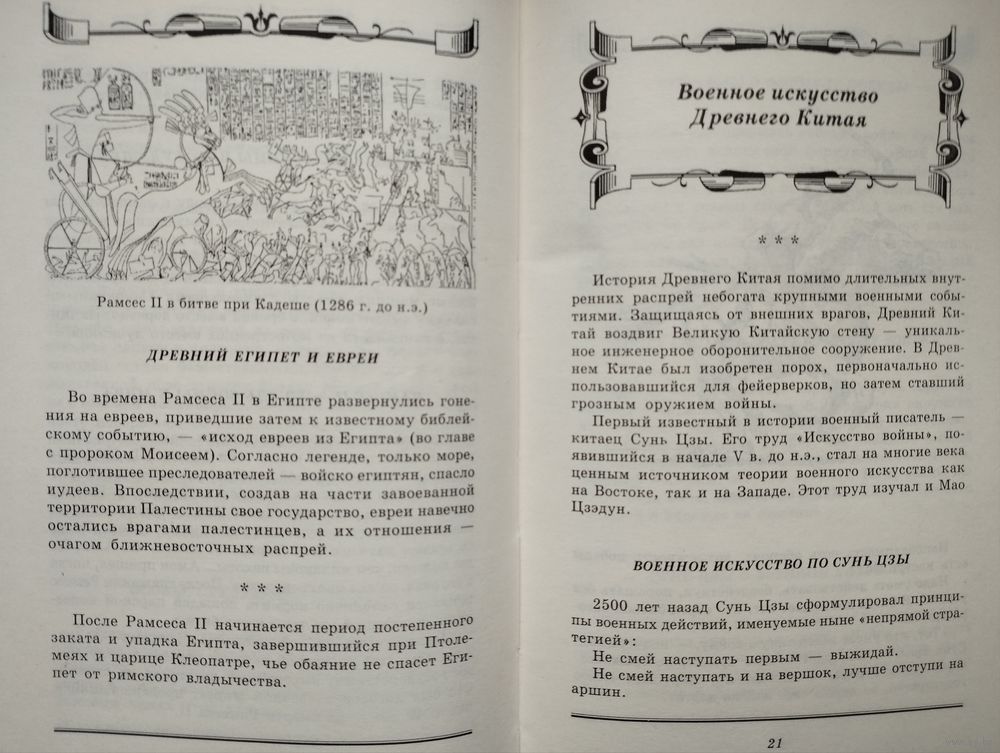 Рамсес II в битве при Кадеше (1286 г. до н.э.)
ДРЕВНИЙ ЕГИПЕТ И ЕВРЕИ
Во времена Рамсеса II в Египте развернулись гоне-
ния на евреев, приведшие затем к известному библей-
скому событию, — «исход евреев из Египта» (во главе
с пророком Моисеем). Согласно легенде, только море,
поглотившее преследователей — войско египтян, спасло
иудеев. Впоследствии, создав на части завоеванной
территории Палестины свое государство, евреи навечно
остались врагами палестинцев, а их отношения —
очагом ближневосточных распрей.
* * *
После Рамсеса II начинается период постепенного
заката и упадка Египта, завершившийся при Птоле-
меях и царице Клеопатре, чье обаяние не спасет Еги-
пет от римского владычества.
Военное искусство
Древнего Китая
* * *
История Древнего Китая помимо длительных внут-
ренних распрей небогата крупными военными собы-
тиями. Защищаясь от внешних врагов, Древний Ки-
тай воздвиг Великую Китайскую стену — уникаль-
ное инженерное оборонительное сооружение. В Древ-
нем Китае был изобретен порох, первоначально ис-
пользовавшийся для фейерверков, но затем ставший
грозным оружием войны.
Первый известный в истории военный писатель —
китаец Сунь Цзы. Его труд «Искусство войны», по-
явившийся в начале V в. до н.э., стал на многие века
ценным источником теории военного искусства как
на Востоке, так и на Западе. Этот труд изучал и Мао
Цзэдун.
ВОЕННОЕ ИСКУССТВО ПО СУНЬ ЦЗЫ
2500 лет назад Сунь Цзы сформулировал принци-
пы военных действий, именуемые ныне «непрямой стра-
тегией»:
Не смей наступать первым — выжидай.
Не смей наступать и на вершок, лучше отступи на
аршин.
21